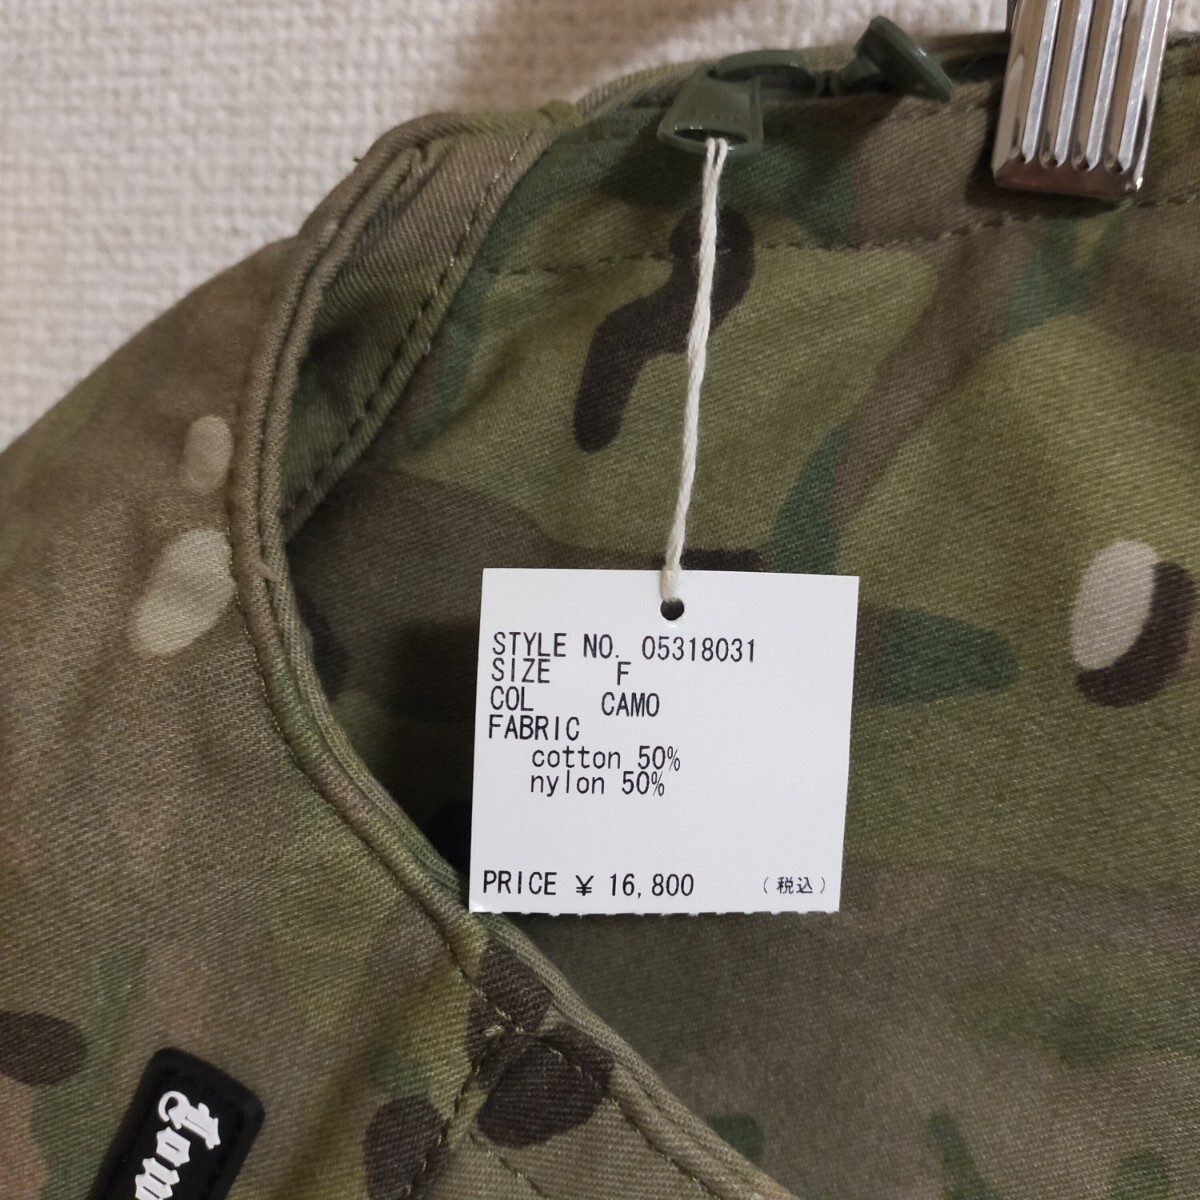 STYLE NO. 05318031
SIZE F
COL CAMO
FABRIC
cotton 50%
nylon 50%
PRICE ¥ 16,800 (税込)